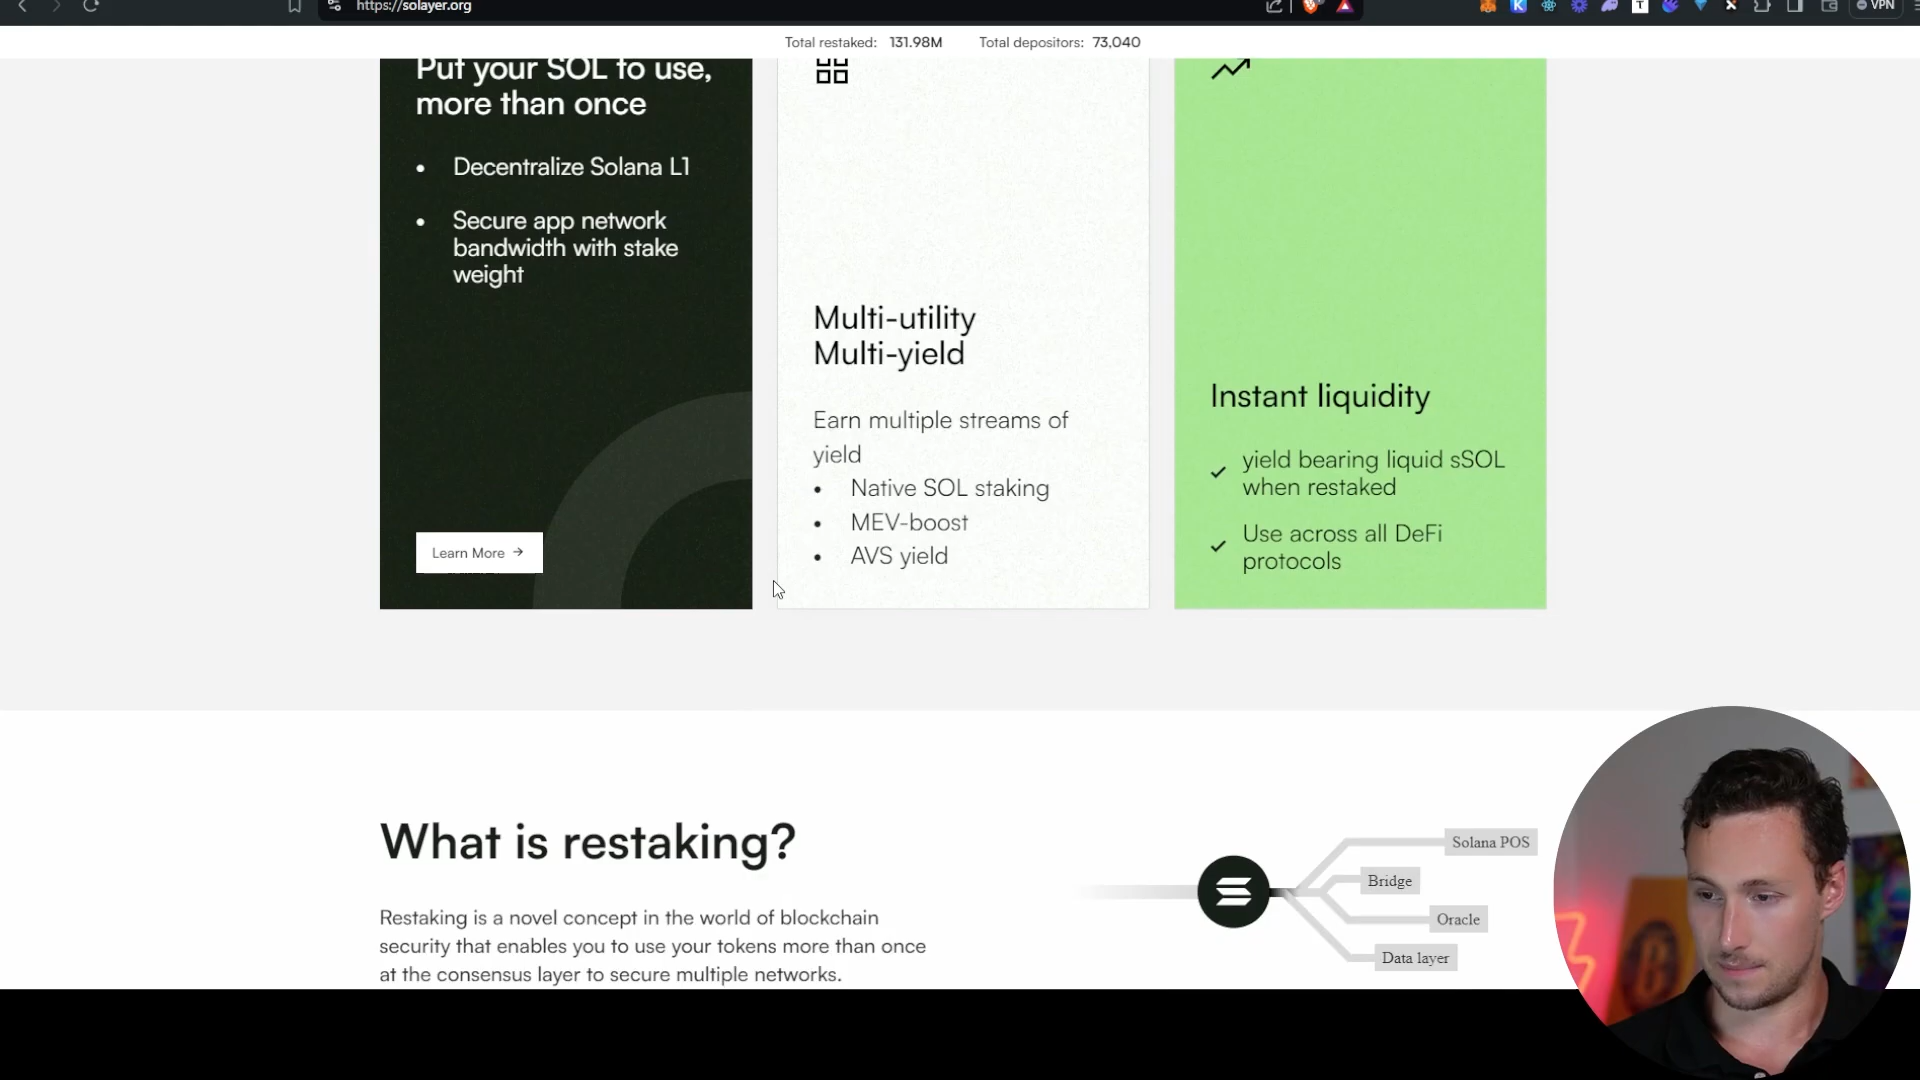 https://solayer.org
VPN
Total restaked: 131.98M Total depositors: 73,040
Put your SOL to use,
more than once
• Decentralize Solana L1
• Secure app network
bandwidth with stake
weight
Learn More →
Multi-utility
Multi-yield
Earn multiple streams of
yield
• Native SOL staking
• MEV-boost
• AVS yield
Instant liquidity
yield bearing liquid sSOL
when restaked
Use across all DeFi
protocols
What is restaking?
Restaking is a novel concept in the world of blockchain
security that enables you to use your tokens more than once
at the consensus layer to secure multiple networks.
Solana POS
Bridge
Oracle
Data layer